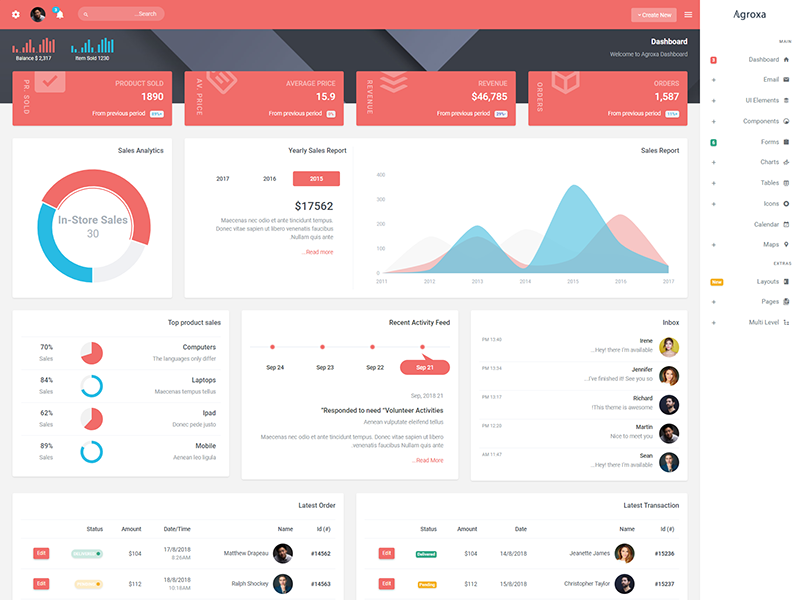 ...Search
+ Create New
Agroxa
Balance $ 2,317
Item Sold 1230
Dashboard
Welcome to Agroxa Dashboard
PR. SOLD
PRODUCT SOLD
1890
From previous period
AV. PRICE
AVERAGE PRICE
15.9
From previous period
REVENUE
REVENUE
$46,785
From previous period
ORDERS
ORDERS
1,587
From previous period
MAIN
Dashboard
Email
UI Elements
Components
Forms
Charts
Tables
Icons
Calendar
Maps
EXTRAS
New
Layouts
Pages
Multi Level
Sales Analytics
In-Store Sales
30
Yearly Sales Report
2017
2016
2015
$17562
Maecenas nec odio et ante tincidunt tempus.
Donec vitae sapien ut libero venenatis faucibus
.Nullam quis ante
...Read more
Sales Report
400
300
200
100
0
2011
2012
2013
2014
2015
2016
2017
Top product sales
70%
Sales
Computers
The languages only differ
84%
Sales
Laptops
Maecenas tempus tellus
62%
Sales
Ipad
Donec pede justo
89%
Sales
Mobile
Aenean leo ligula
Recent Activity Feed
Sep 24
Sep 23
Sep 22
Sep 21
Sep, 2018 21
"Responded to need "Volunteer Activities
Aenean vulputate eleifend tellus
Maecenas nec odio et ante tincidunt tempus. Donec vitae sapien ut libero
.venenatis faucibus Nullam quis ante
...Read More
Inbox
PM 12:40
Irene
...Hey! there I'm available
PM 13:34
Jennifer
...I've finished it! See you so
PM 13:17
Richard
!This theme is awesome
PM 12:20
Martin
Nice to meet you
AM 11:47
Sean
...Hey! there I'm available
Latest Order
Status
Amount
Date/Time
Name
Id (#)
Edit
$104
17/8/2018
8:26AM
Matthew Drapeau
#14562
Edit
$112
18/8/2018
10:18AM
Ralph Shockey
#14563
Latest Transaction
Status
Amount
Date
Name
Id (#)
Edit
Delivered
$104
14/8/2018
Jeanette James
#15236
Edit
Pending
$112
15/8/2018
Christopher Taylor
#15237